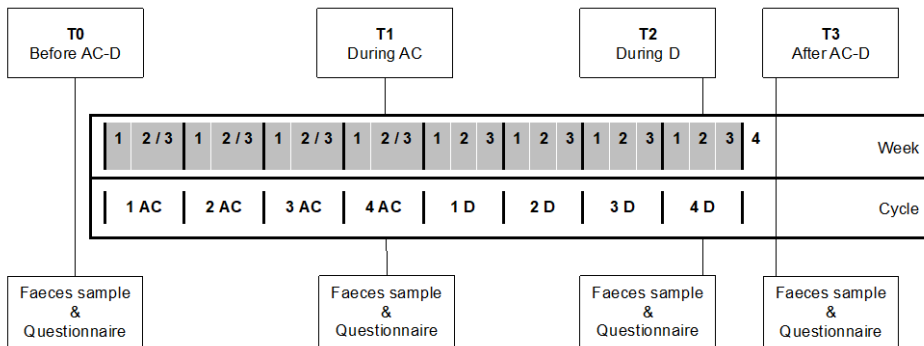 T0
Before AC-D
T1
During AC
T2
During D
T3
After AC-D
1 2 / 3 1 2 / 3 1 2 / 3 1 2 / 3 1 2 3 1 2 3 1 2 3 1 2 3 4 Week
1 AC 2 AC 3 AC 4 AC 1 D 2 D 3 D 4 D Cycle
Faeces sample
&
Questionnaire
Faeces sample
&
Questionnaire
Faeces sample
&
Questionnaire
Faeces sample
&
Questionnaire